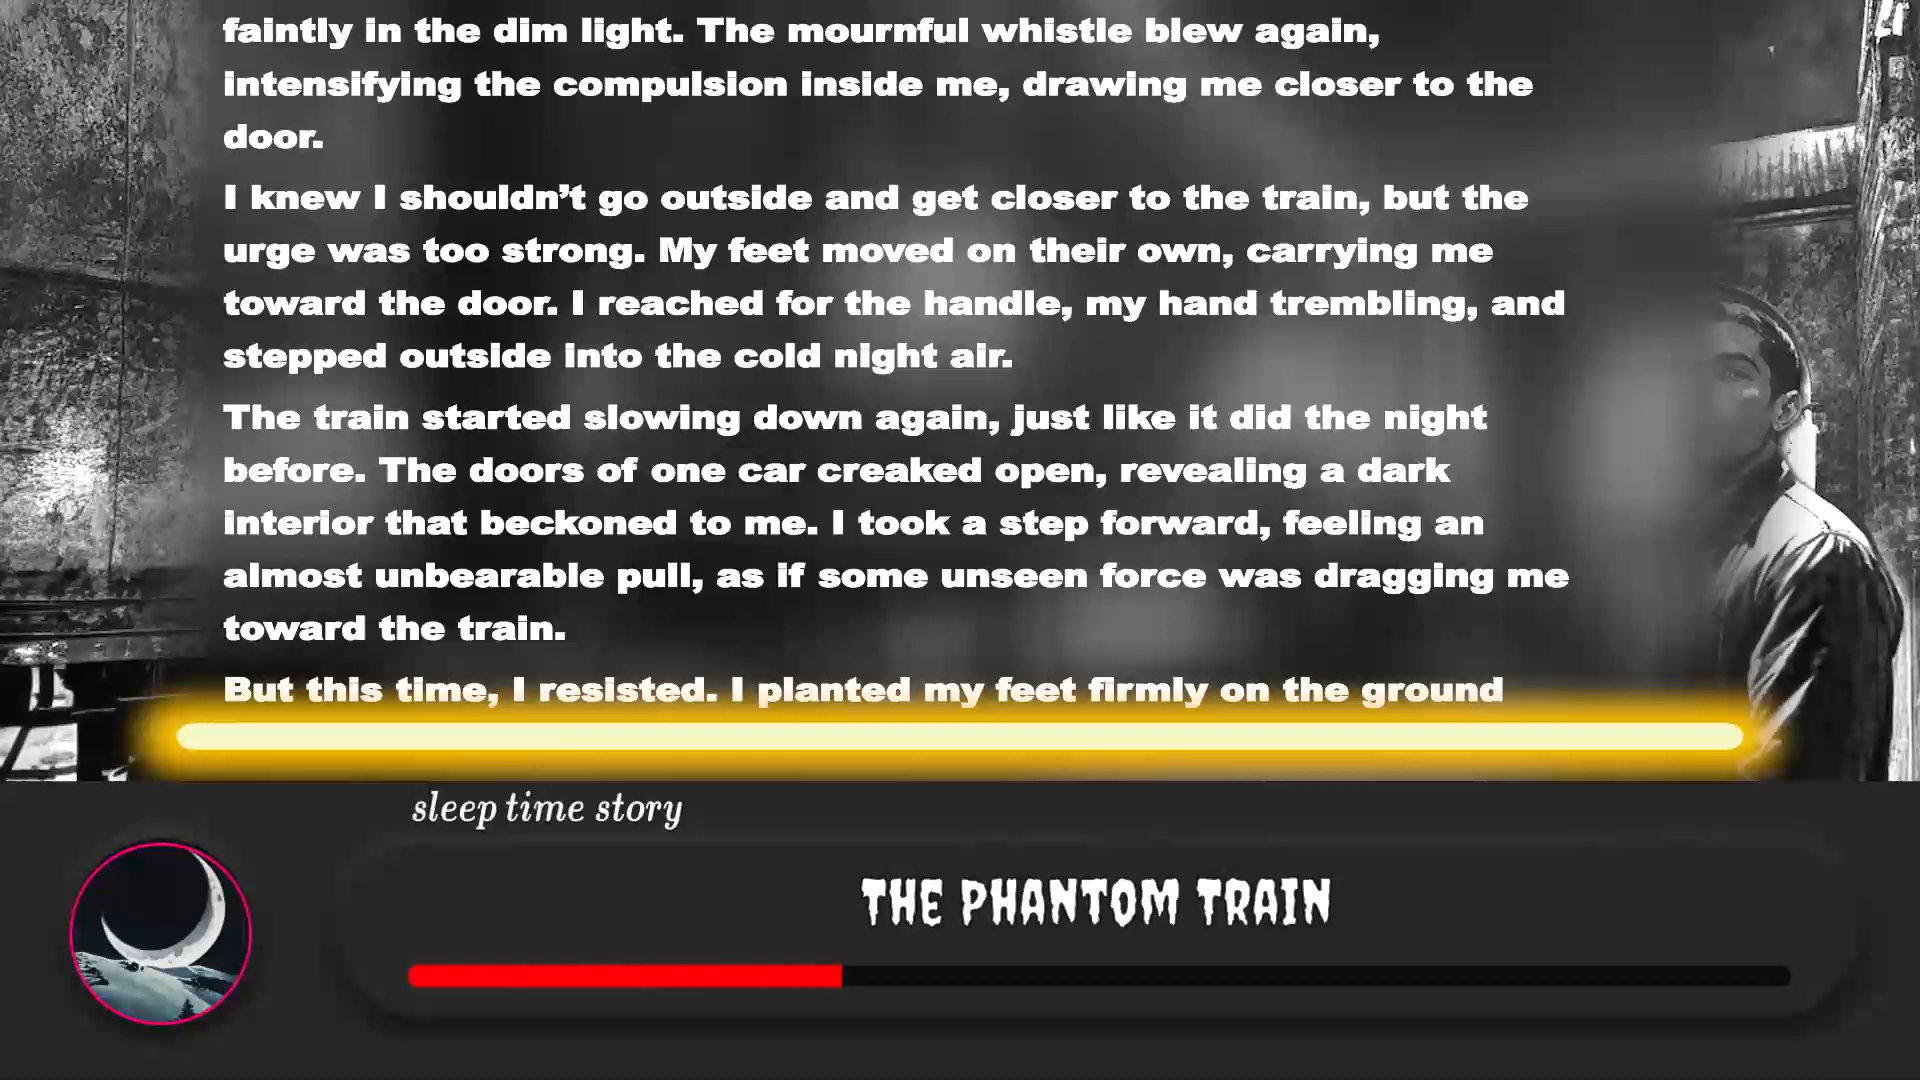 faintly in the dim light. The mournful whistle blew again,
intensifying the compulsion inside me, drawing me closer to the
door.
I knew I shouldn’t go outside and get closer to the train, but the
urge was too strong. My feet moved on their own, carrying me
toward the door. I reached for the handle, my hand trembling, and
stepped outside into the cold night air.
The train started slowing down again, just like it did the night
before. The doors of one car creaked open, revealing a dark
interior that beckoned to me. I took a step forward, feeling an
almost unbearable pull, as if some unseen force was dragging me
toward the train.
But this time, I resisted. I planted my feet firmly on the ground
sleep time story
THE PHANTOM TRAIN